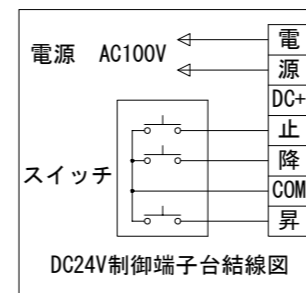 電源 AC100V
電
源
DC+
止
降
COM
昇
スイッチ
DC24V制御端子台結線図